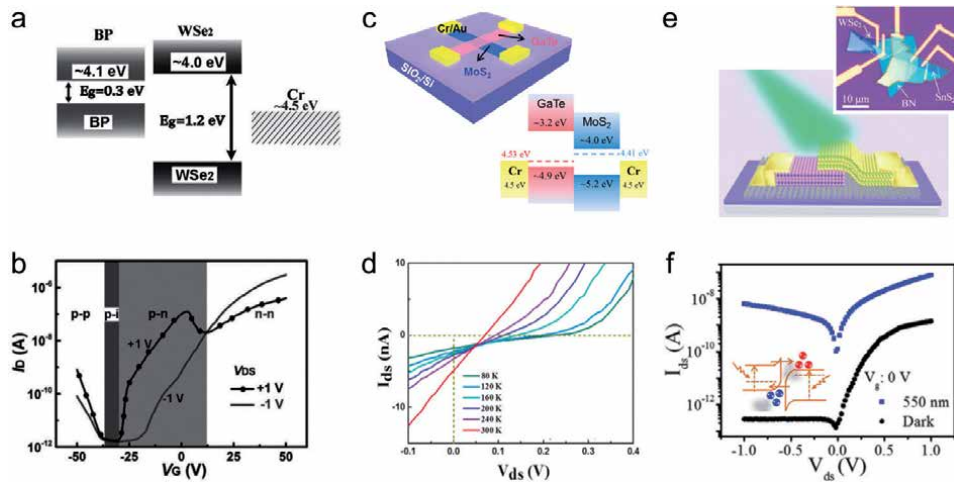 a
BP
WSe2
~4.1 eV
~4.0 eV
Eg=0.3 eV
BP
Eg=1.2 eV
WSe2
Cr
~4.5 eV
b
p-p
p-i
p-n
n-n
+1 V
-1 V
VDS
+1 V
-1 V
10-6
10-8
10-10
10-12
ID (A)
-50
-25
0
25
50
VG (V)
c
Cr/Au
GaTe
MoS2
SiO2/Si
GaTe
MoS2
~3.2 eV
~4.0 eV
4.53 eV
4.41 eV
Cr
4.5 eV
~4.9 eV
~5.2 eV
Cr
4.5 eV
d
10
5
0
-5
-10
Ids (nA)
80 K
120 K
160 K
200 K
240 K
300 K
-0.1
0.0
0.1
0.2
0.3
0.4
Vds (V)
e
WSe2
10 μm
BN
SnS2
f
10-8
10-10
10-12
10-14
Ids (A)
Vg: 0 V
550 nm
Dark
-1.0
-0.5
0.0
0.5
1.0
Vds (V)